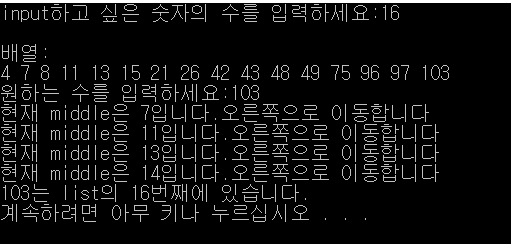 input하고 싶은 숫자의 수를 입력하세요:16
배열:
4 7 8 11 13 15 21 26 42 43 48 49 75 96 97 103
원하는 수를 입력하세요:103
현재 middle은 7입니다.오른쪽으로 이동합니다
현재 middle은 11입니다.오른쪽으로 이동합니다
현재 middle은 13입니다.오른쪽으로 이동합니다
현재 middle은 14입니다.오른쪽으로 이동합니다
103는 list의 16번째에 있습니다.
계속하려면 아무 키나 누르십시오 . . .